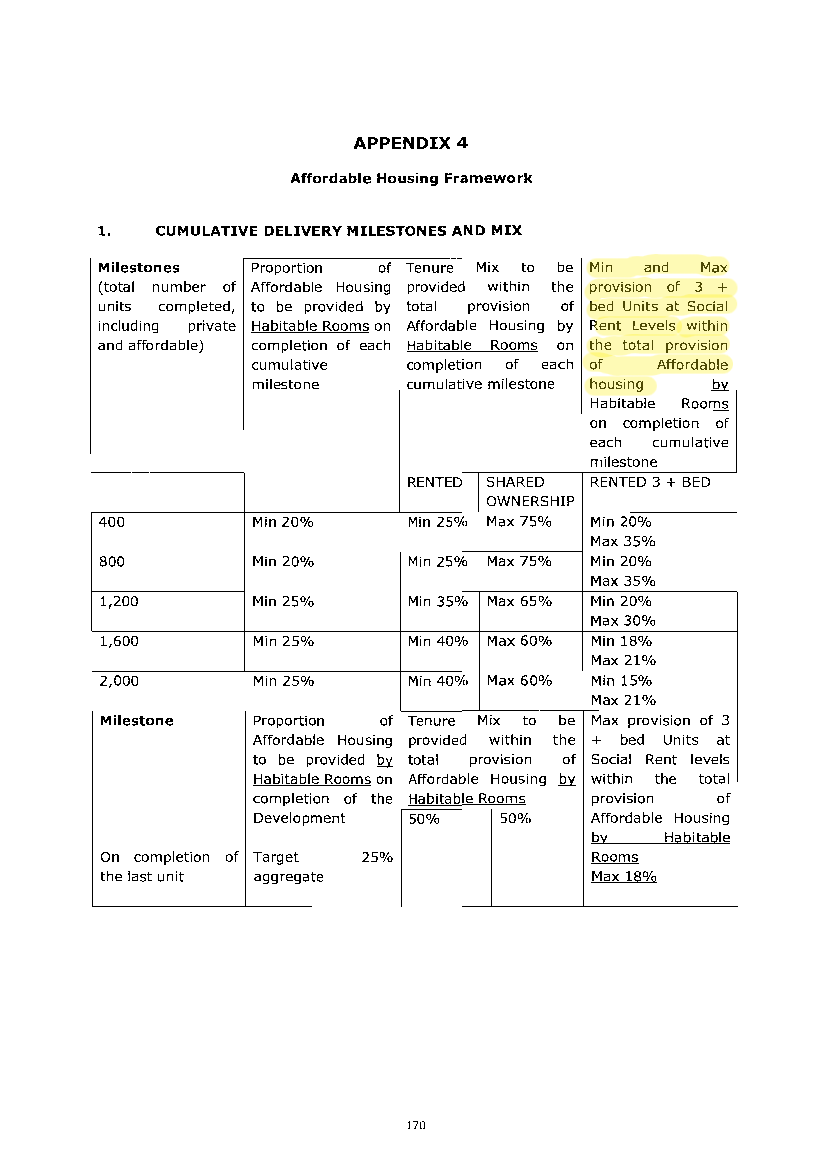 APPENDIX 4
Affordable Housing Framework
1. CUMULATIVE DELIVERY MILESTONES AND MIX
Milestones
(total number of
units completed,
including private
and affordable)
Proportion of
Affordable Housing
to be provided by
Habitable Rooms on
completion of each
cumulative
milestone
Tenure Mix to be
provided within the
total provision of
Affordable Housing by
Habitable Rooms on
completion of each
cumulative milestone
Min and Max
provision of 3 +
bed Units at Social
Rent Levels within
the total provision
of Affordable
housing by
Habitable Rooms
on completion of
each cumulative
milestone
RENTED
SHARED
OWNERSHIP
RENTED 3 + BED
400 Min 20% Min 25% Max 75% Min 20%
Max 35%
800 Min 20% Min 25% Max 75% Min 20%
Max 35%
1,200 Min 25% Min 35% Max 65% Min 20%
Max 30%
1,600 Min 25% Min 40% Max 60% Min 18%
Max 21%
2,000 Min 25% Min 40% Max 60% Min 15%
Max 21%
Milestone
Proportion of
Affordable Housing
to be provided by
Habitable Rooms on
completion of the
Development
Tenure Mix to be
provided within the
total provision of
Affordable Housing by
Habitable Rooms
Max provision of 3
+ bed Units at
Social Rent levels
within the total
provision of
Affordable Housing
by Habitable
Rooms
Max 18%
On completion of
the last unit
Target 25%
aggregate
50% 50%
170